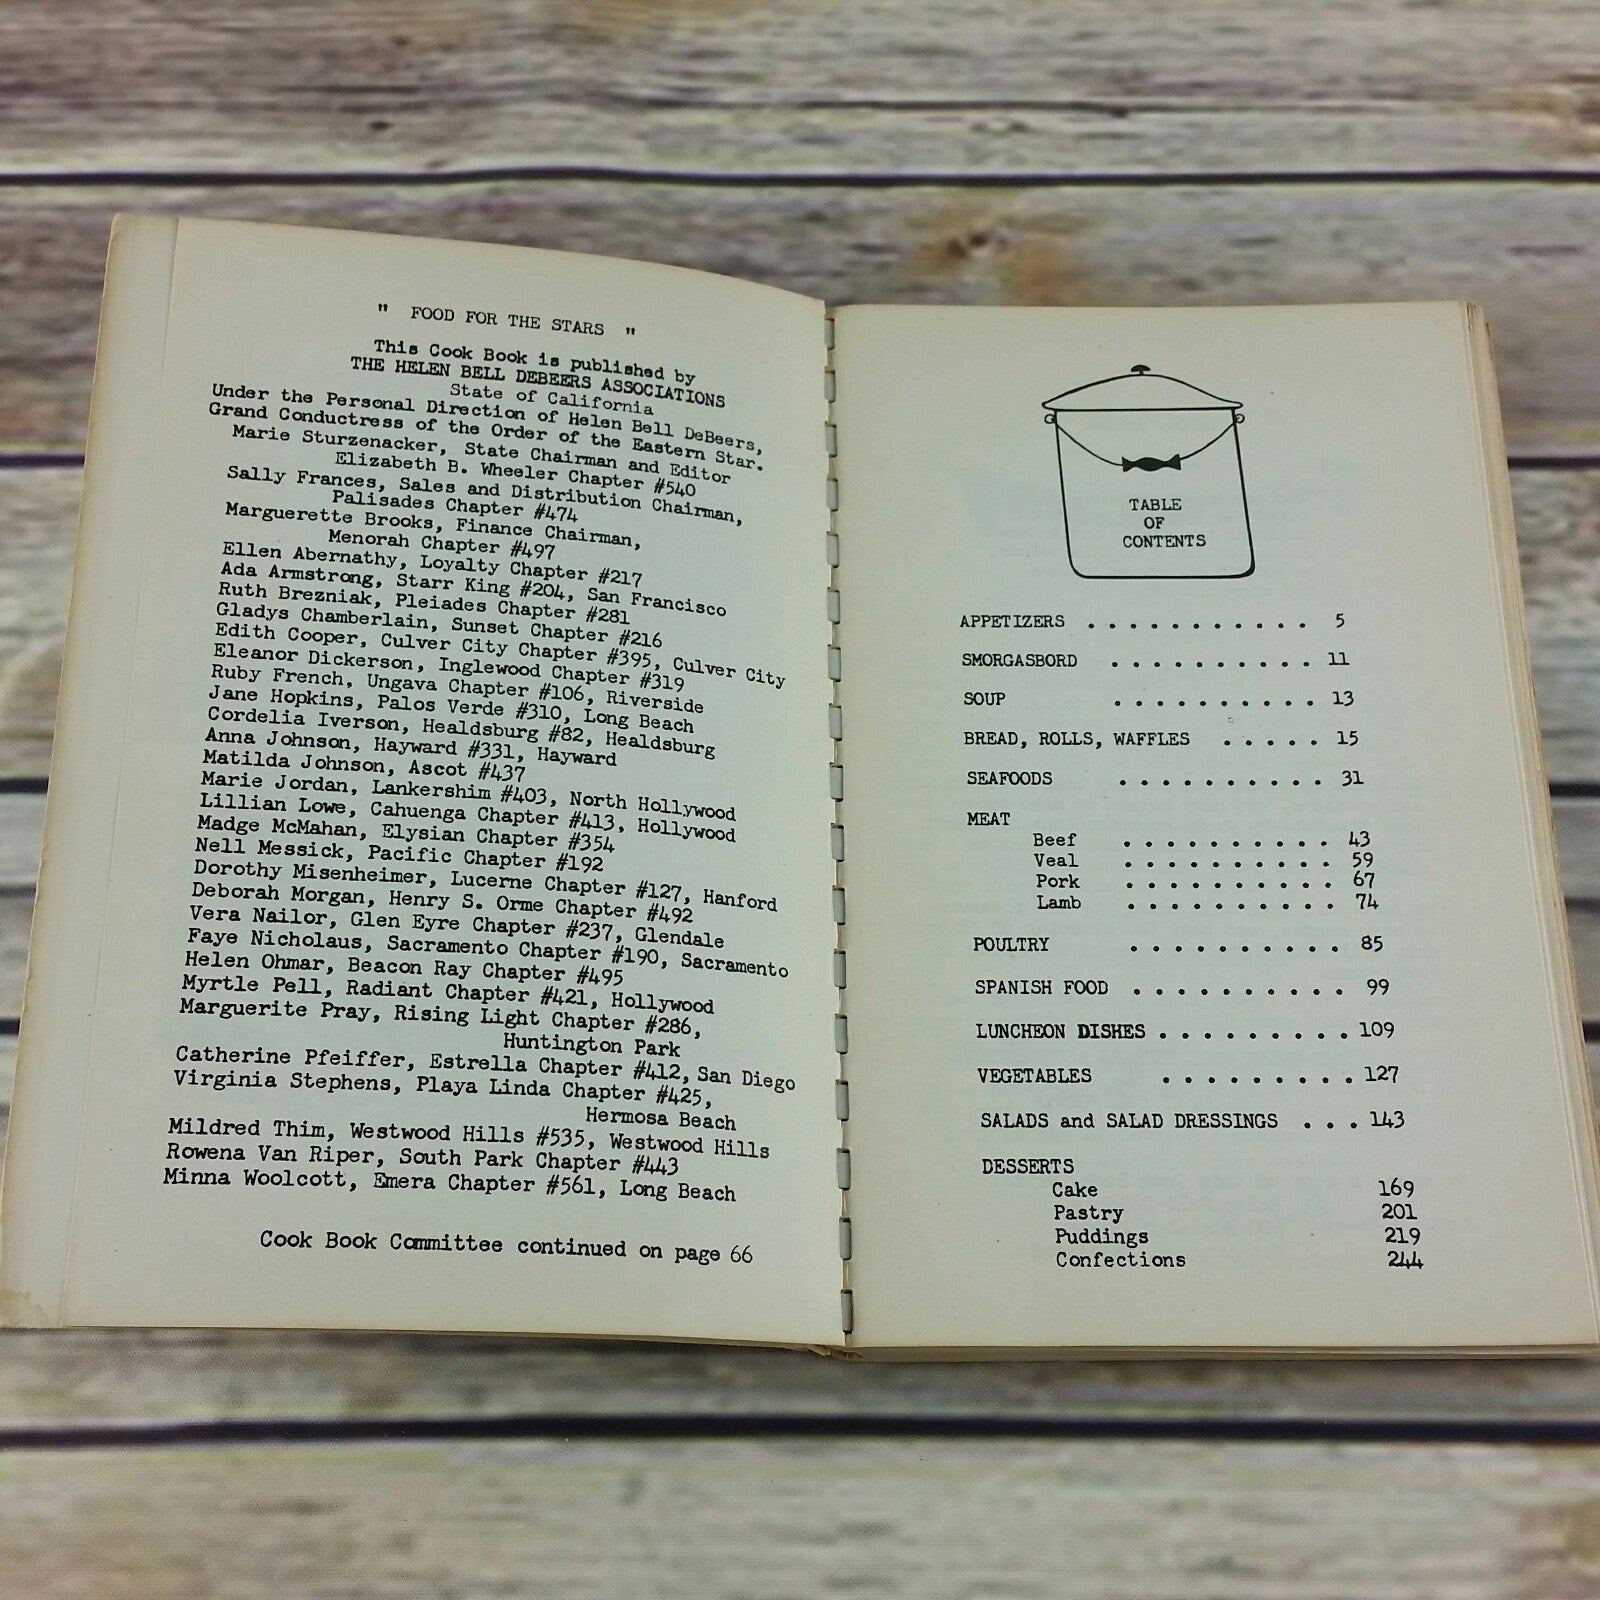 " FOOD FOR THE STARS "
This Cook Book is published by
THE HELEN BELL DEBEERS ASSOCIATIONS
State of California
Under the Personal Direction of Helen Bell DeBeers,
Grand Conductress of the Order of the Eastern Star.
Marie Sturzenacker, State Chairman and Editor
Elizabeth B. Wheeler Chapter #540
Sally Frances, Sales and Distribution Chairman,
Palisades Chapter #474
Marguerette Brooks, Finance Chairman,
Menorah Chapter #497
Ellen Abernathy, Loyalty Chapter #217
Ada Armstrong, Starr King #204, San Francisco
Ruth Brezniak, Pleiades Chapter #281
Gladys Chamberlain, Sunset Chapter #216
Edith Cooper, Culver City Chapter #395, Culver City
Eleanor Dickerson, Inglewood Chapter #319
Ruby French, Ungava Chapter #106, Riverside
Jane Hopkins, Palos Verde #310, Long Beach
Cordelia Iverson, Healdsburg #82, Healdsburg
Anna Johnson, Hayward #331, Hayward
Matilda Johnson, Ascot #437
Marie Jordan, Lankershim #403, North Hollywood
Lillian Lowe, Cahuenga Chapter #413, Hollywood
Madge McMahan, Elysian Chapter #354
Nell Messick, Pacific Chapter #192
Dorothy Misenheimer, Lucerne Chapter #127, Hanford
Deborah Morgan, Henry S. Orme Chapter #492
Vera Nailor, Glen Eyre Chapter #237, Glendale
Faye Nicholaus, Sacramento Chapter #190, Sacramento
Helen Ohmar, Beacon Ray Chapter #495
Myrtle Pell, Radiant Chapter #421, Hollywood
Marguerite Pray, Rising Light Chapter #286,
Huntington Park
Catherine Pfeiffer, Estrella Chapter #412, San Diego
Virginia Stephens, Playa Linda Chapter #425,
Hermosa Beach
Mildred Thim, Westwood Hills #535, Westwood Hills
Rowena Van Riper, South Park Chapter #443
Minna Woolcott, Emera Chapter #561, Long Beach
Cook Book Committee continued on page 66
TABLE
OF
CONTENTS
APPETIZERS . . . . . . . . . . . 5
SMORGASBORD . . . . . . . . . . 11
SOUP . . . . . . . . . . 13
BREAD, ROLLS, WAFFLES . . . . . 15
SEAFOODS . . . . . . . . . . 31
MEAT
Beef . . . . . . . . . . 43
Veal . . . . . . . . . . 59
Pork . . . . . . . . . . 67
Lamb . . . . . . . . . . 74
POULTRY . . . . . . . . . . 85
SPANISH FOOD . . . . . . . . . . 99
LUNCHEON DISHES . . . . . . . . . 109
VEGETABLES . . . . . . . . . 127
SALADS and SALAD DRESSINGS . . . 143
DESSERTS
Cake 169
Pastry 201
Puddings 219
Confections 244